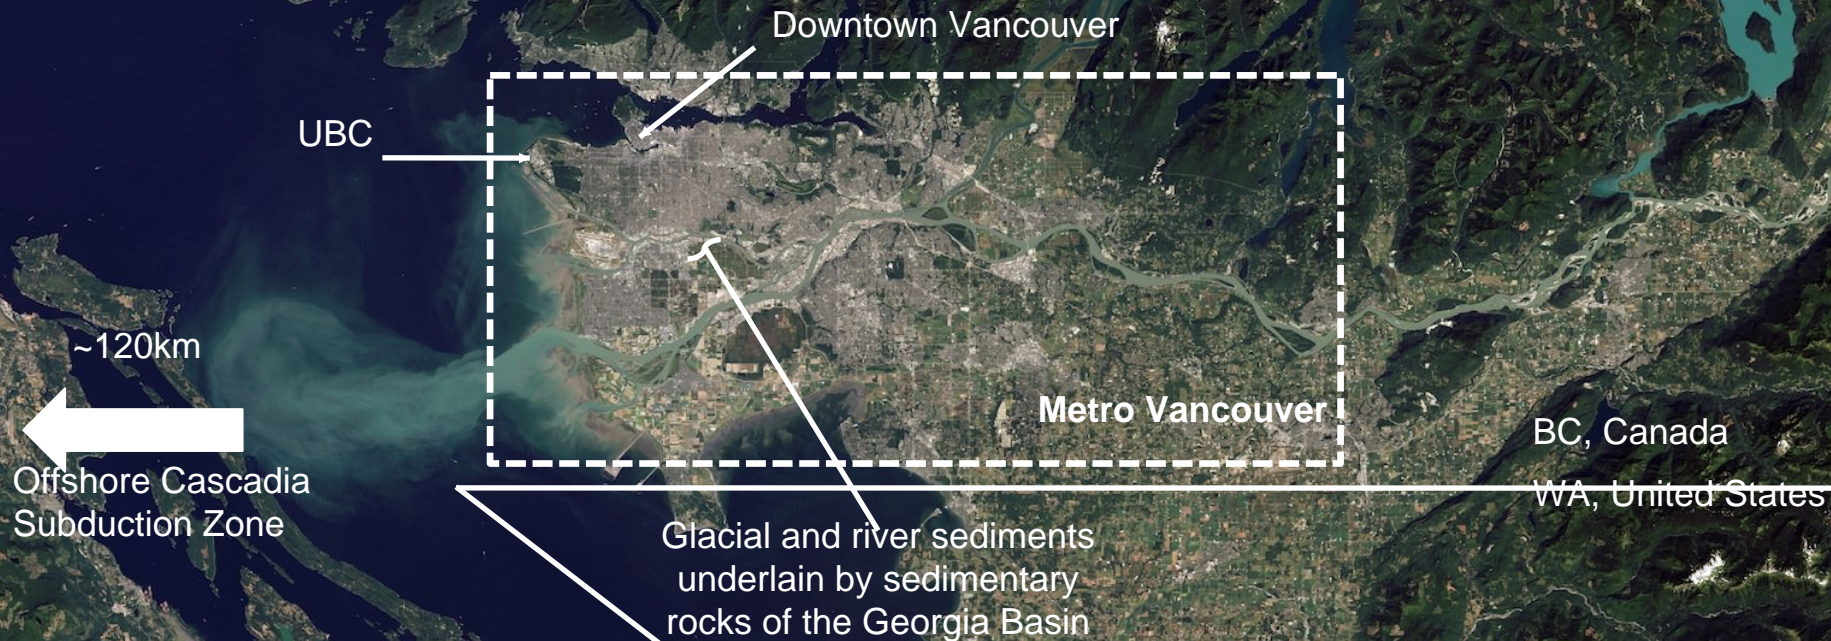 Downtown Vancouver
UBC
~120km
Offshore Cascadia
Subduction Zone
Metro Vancouver
BC, Canada
WA, United States
Glacial and river sediments
underlain by sedimentary
rocks of the Georgia Basin